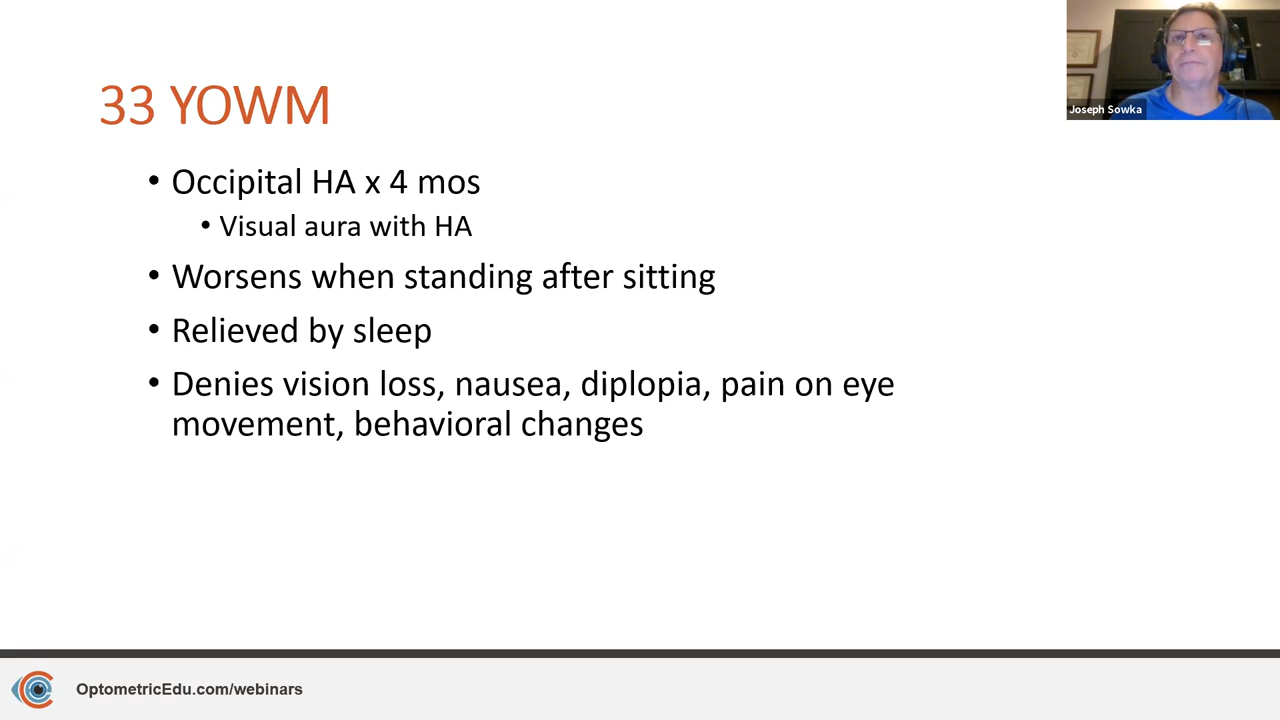 33 YOWM
• Occipital HA x 4 mos
• Visual aura with HA
• Worsens when standing after sitting
• Relieved by sleep
• Denies vision loss, nausea, diplopia, pain on eye
movement, behavioral changes
Joseph Sowka
OptometricEdu.com/webinars